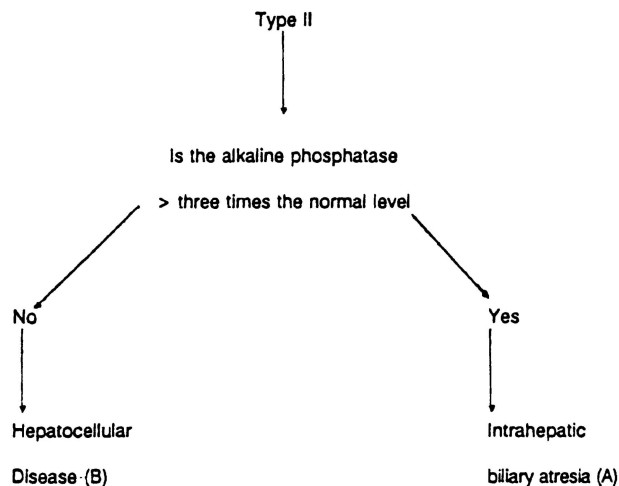 Type II
Is the alkaline phosphatase
> three times the normal level
No
Yes
Hepatocellular
Disease (B)
Intrahepatic
biliary atresia (A)